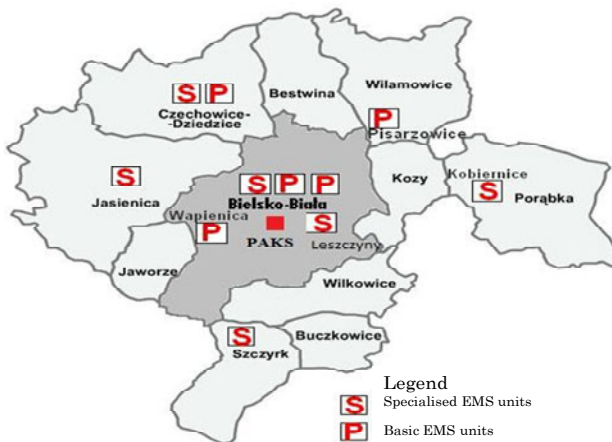 Wilamowice
Bestwina
S P
Czechowice-
-Dziedzice
P
Pisarzowice
Kobiernice
S
Porąbka
Kozy
S
Jasienica
S P P
Bielsko-Biała
Wapienica
P
S
Leszczyny
PAKS
Jaworze
Wilkowice
S
Szczyrk
Buczkowice
Legend
S Specialised EMS units
P Basic EMS units